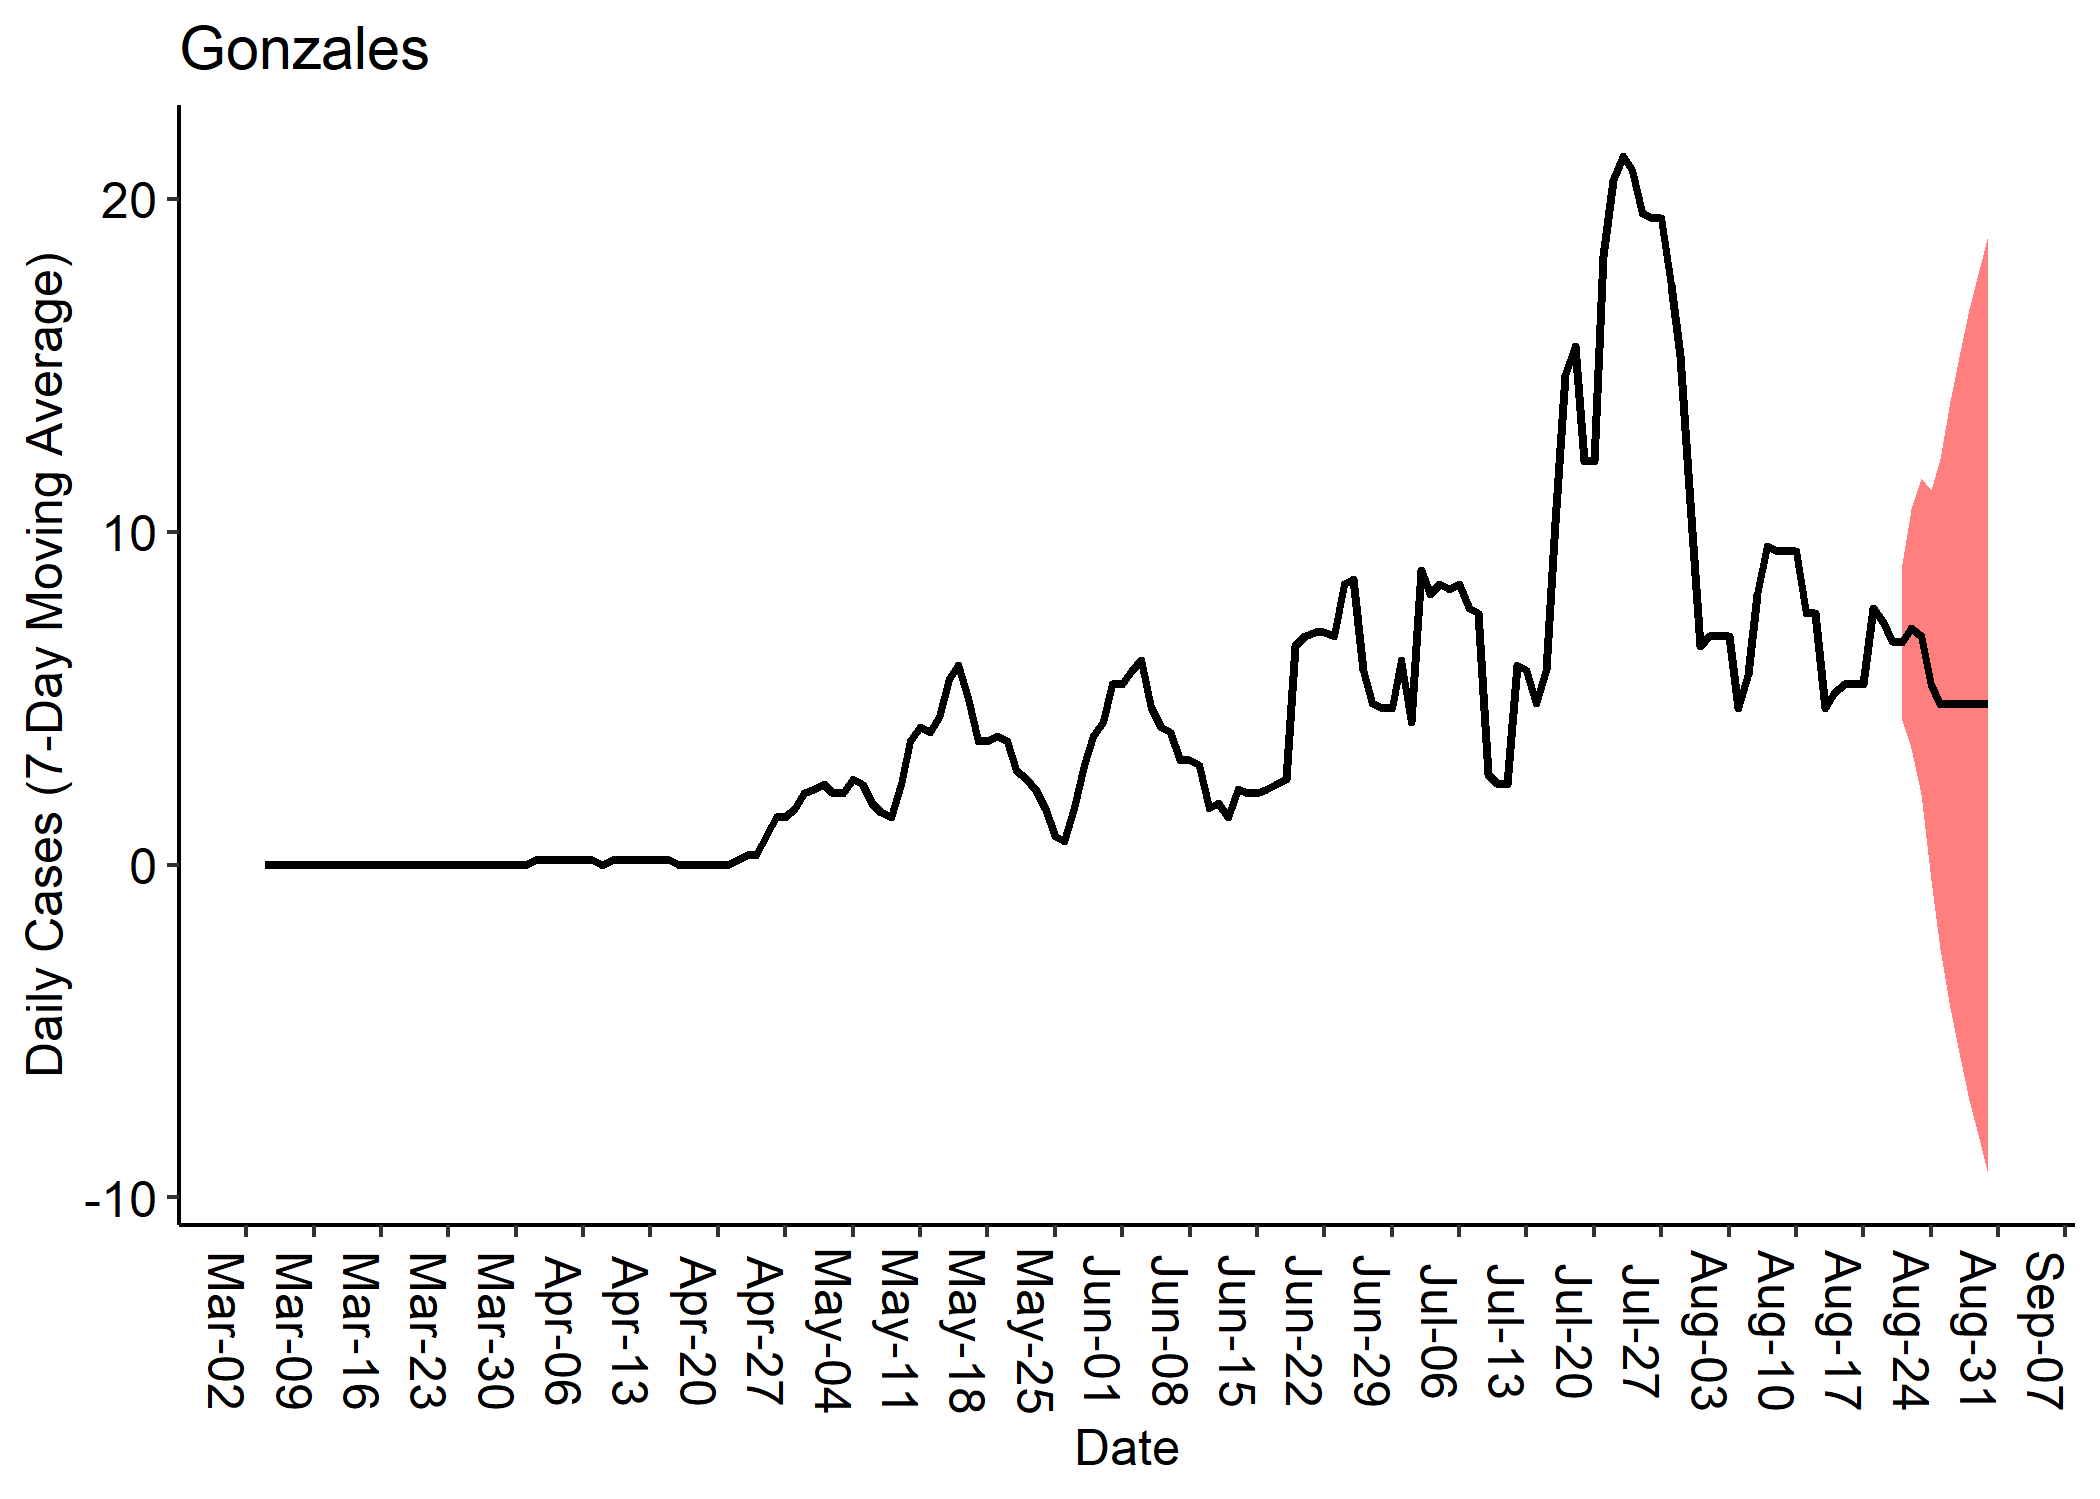 Gonzales
Daily Cases (7-Day Moving Average)
20
10
0
-10
Mar-02
Mar-09
Mar-16
Mar-23
Mar-30
Apr-06
Apr-13
Apr-20
Apr-27
May-04
May-11
May-18
May-25
Jun-01
Jun-08
Jun-15
Jun-22
Jun-29
Jul-06
Jul-13
Jul-20
Jul-27
Aug-03
Aug-10
Aug-17
Aug-24
Aug-31
Sep-07
Date